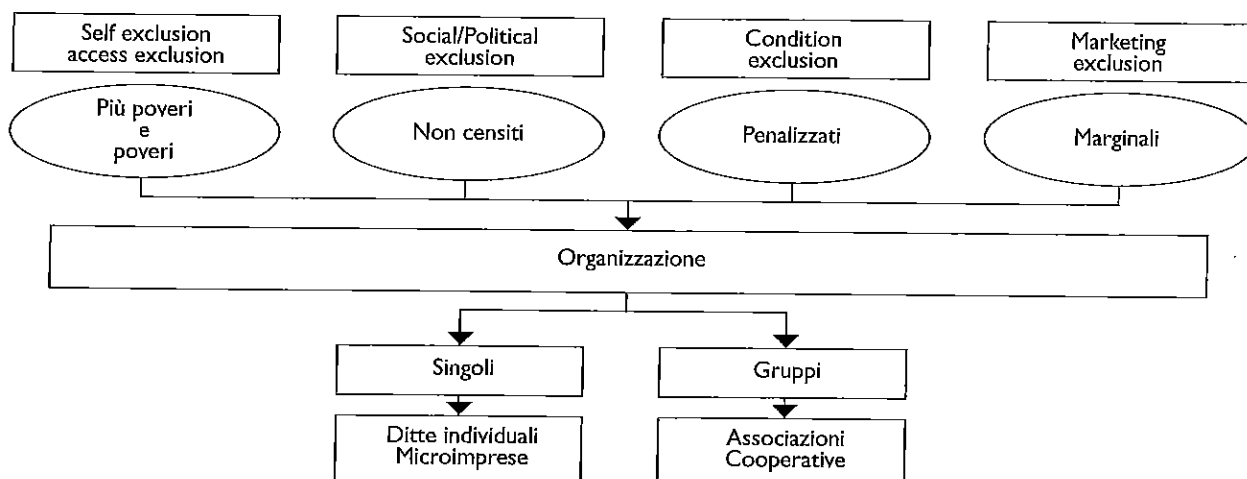 Self exclusion
access exclusion
Social/Political
exclusion
Condition
exclusion
Marketing
exclusion
Più poveri
e
poveri
Non censiti
Penalizzati
Marginali
Organizzazione
Singoli
Gruppi
Ditte individuali
Microimprese
Associazioni
Cooperative